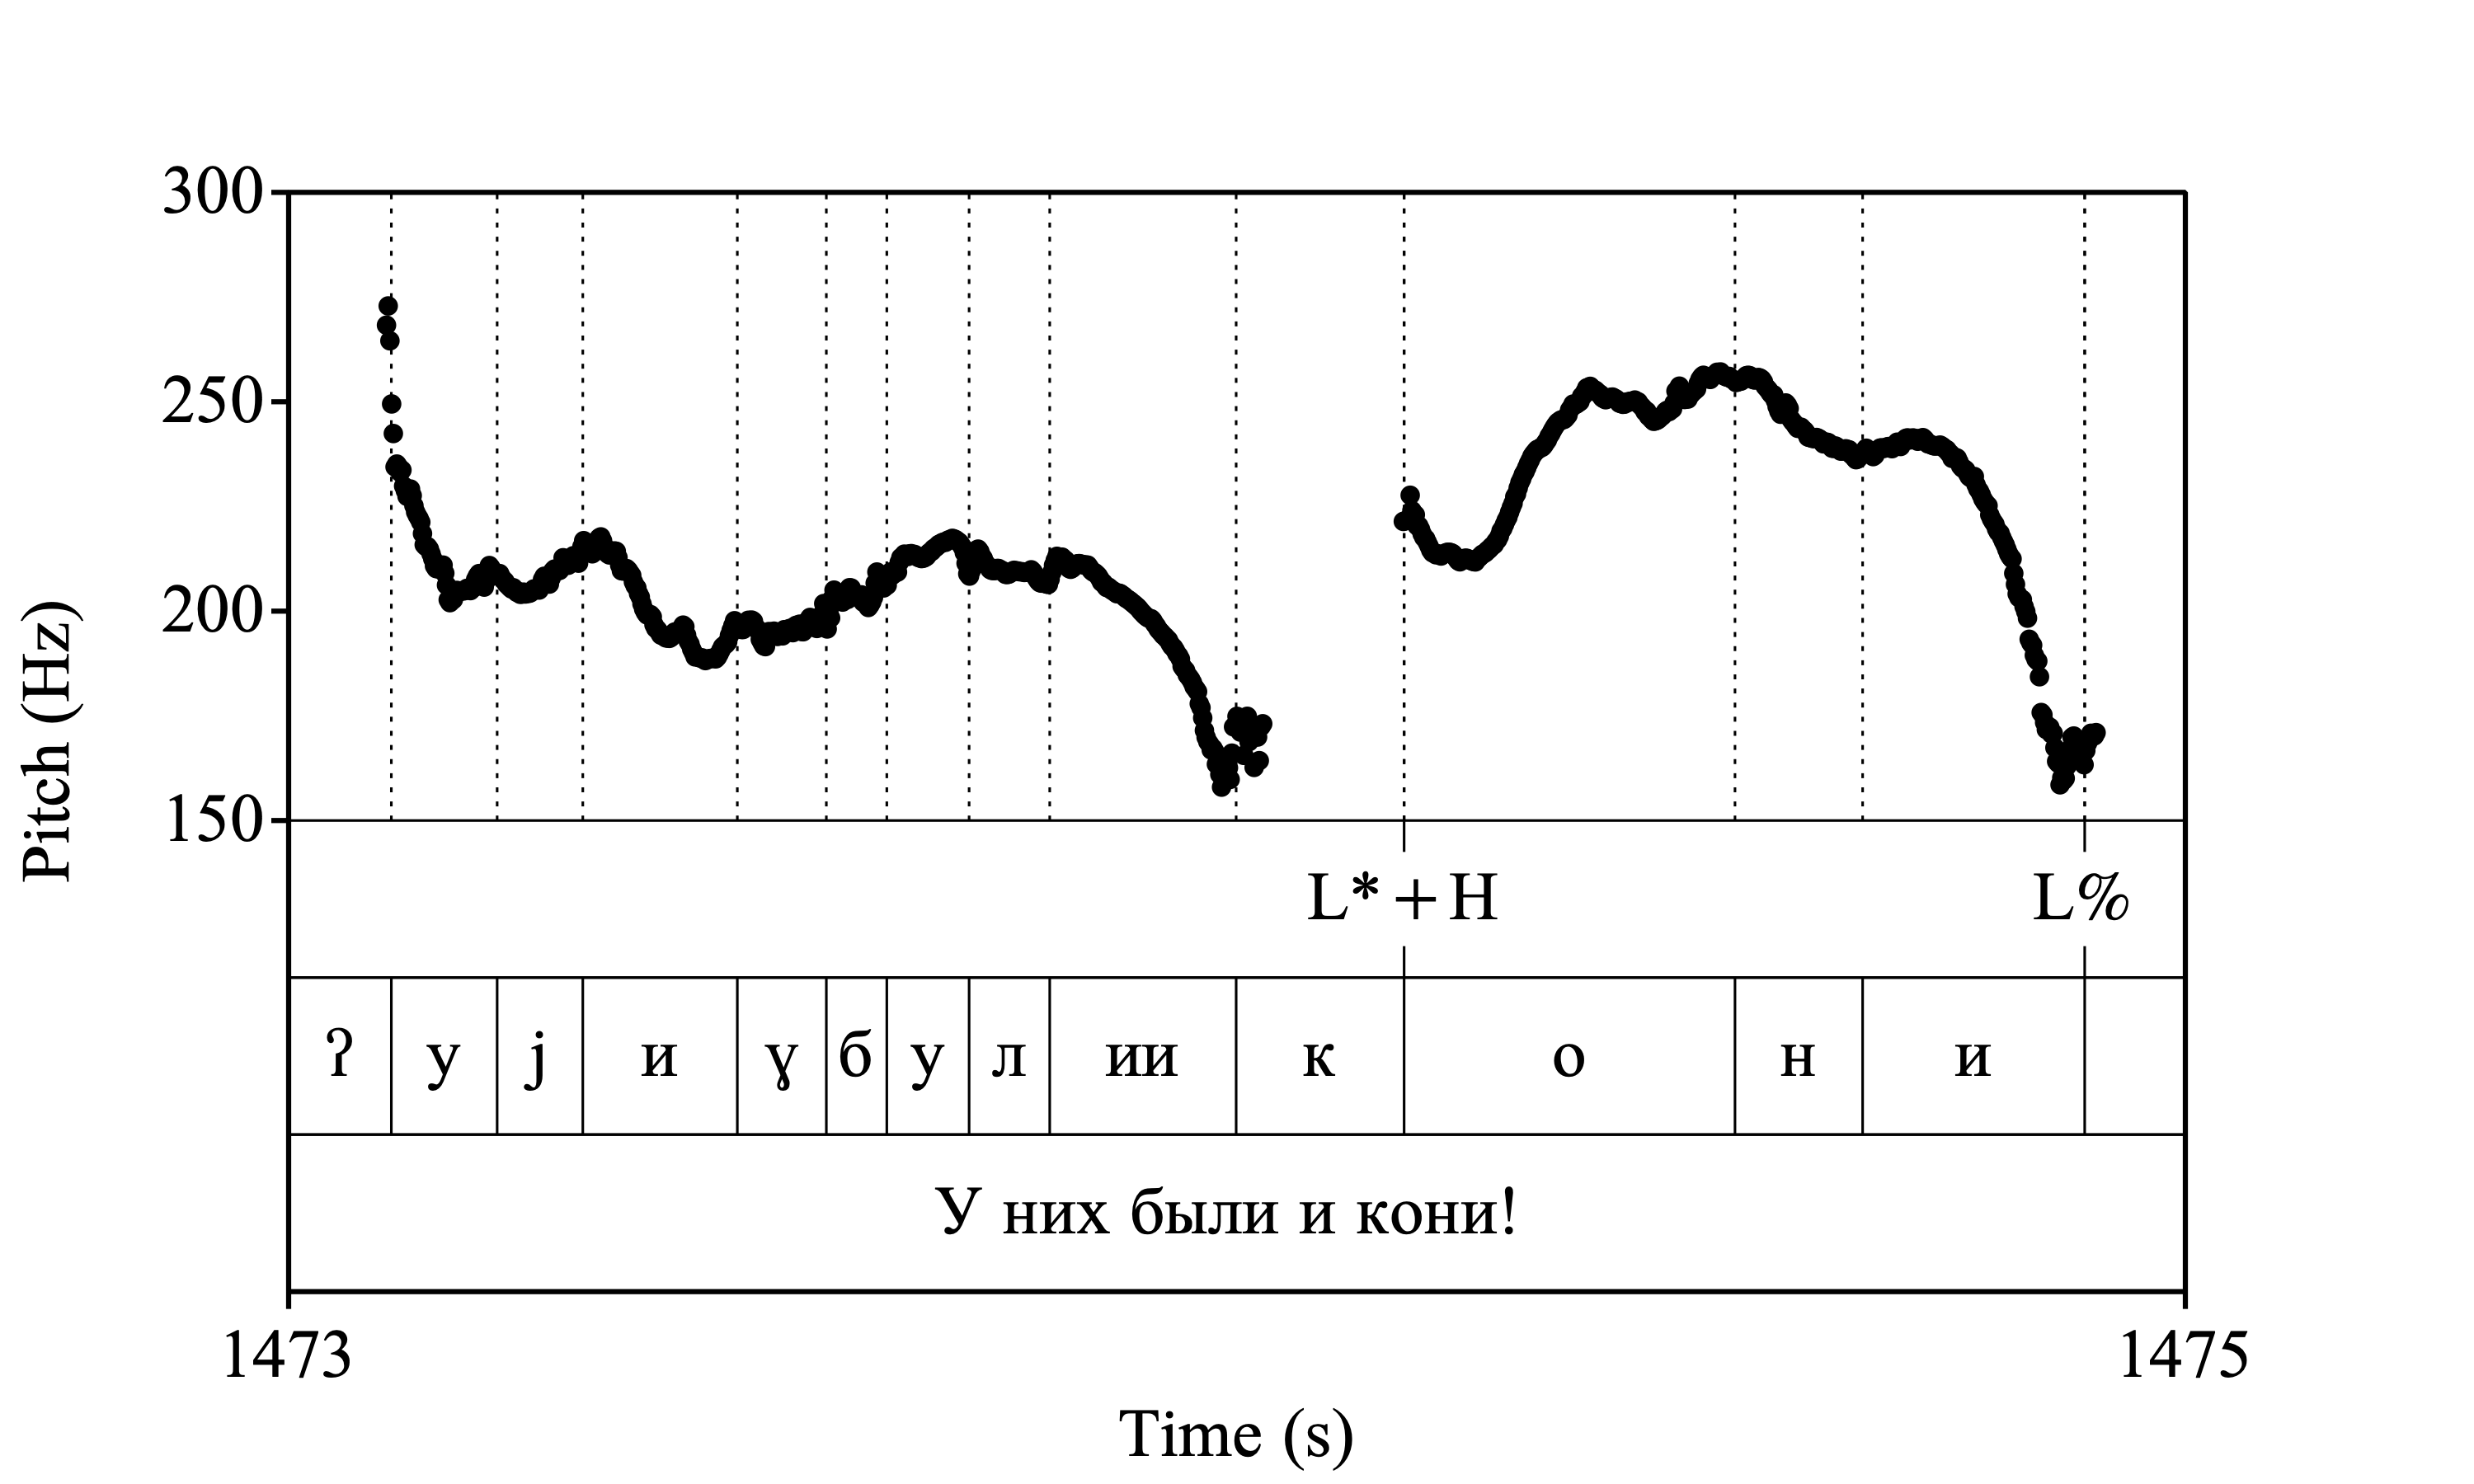 300
250
200
150
Pitch (Hz)
L*+H L%
ʔ у j и ɣ б у л ии к о н и
У них были и кони!
1473 1475
Time (s)